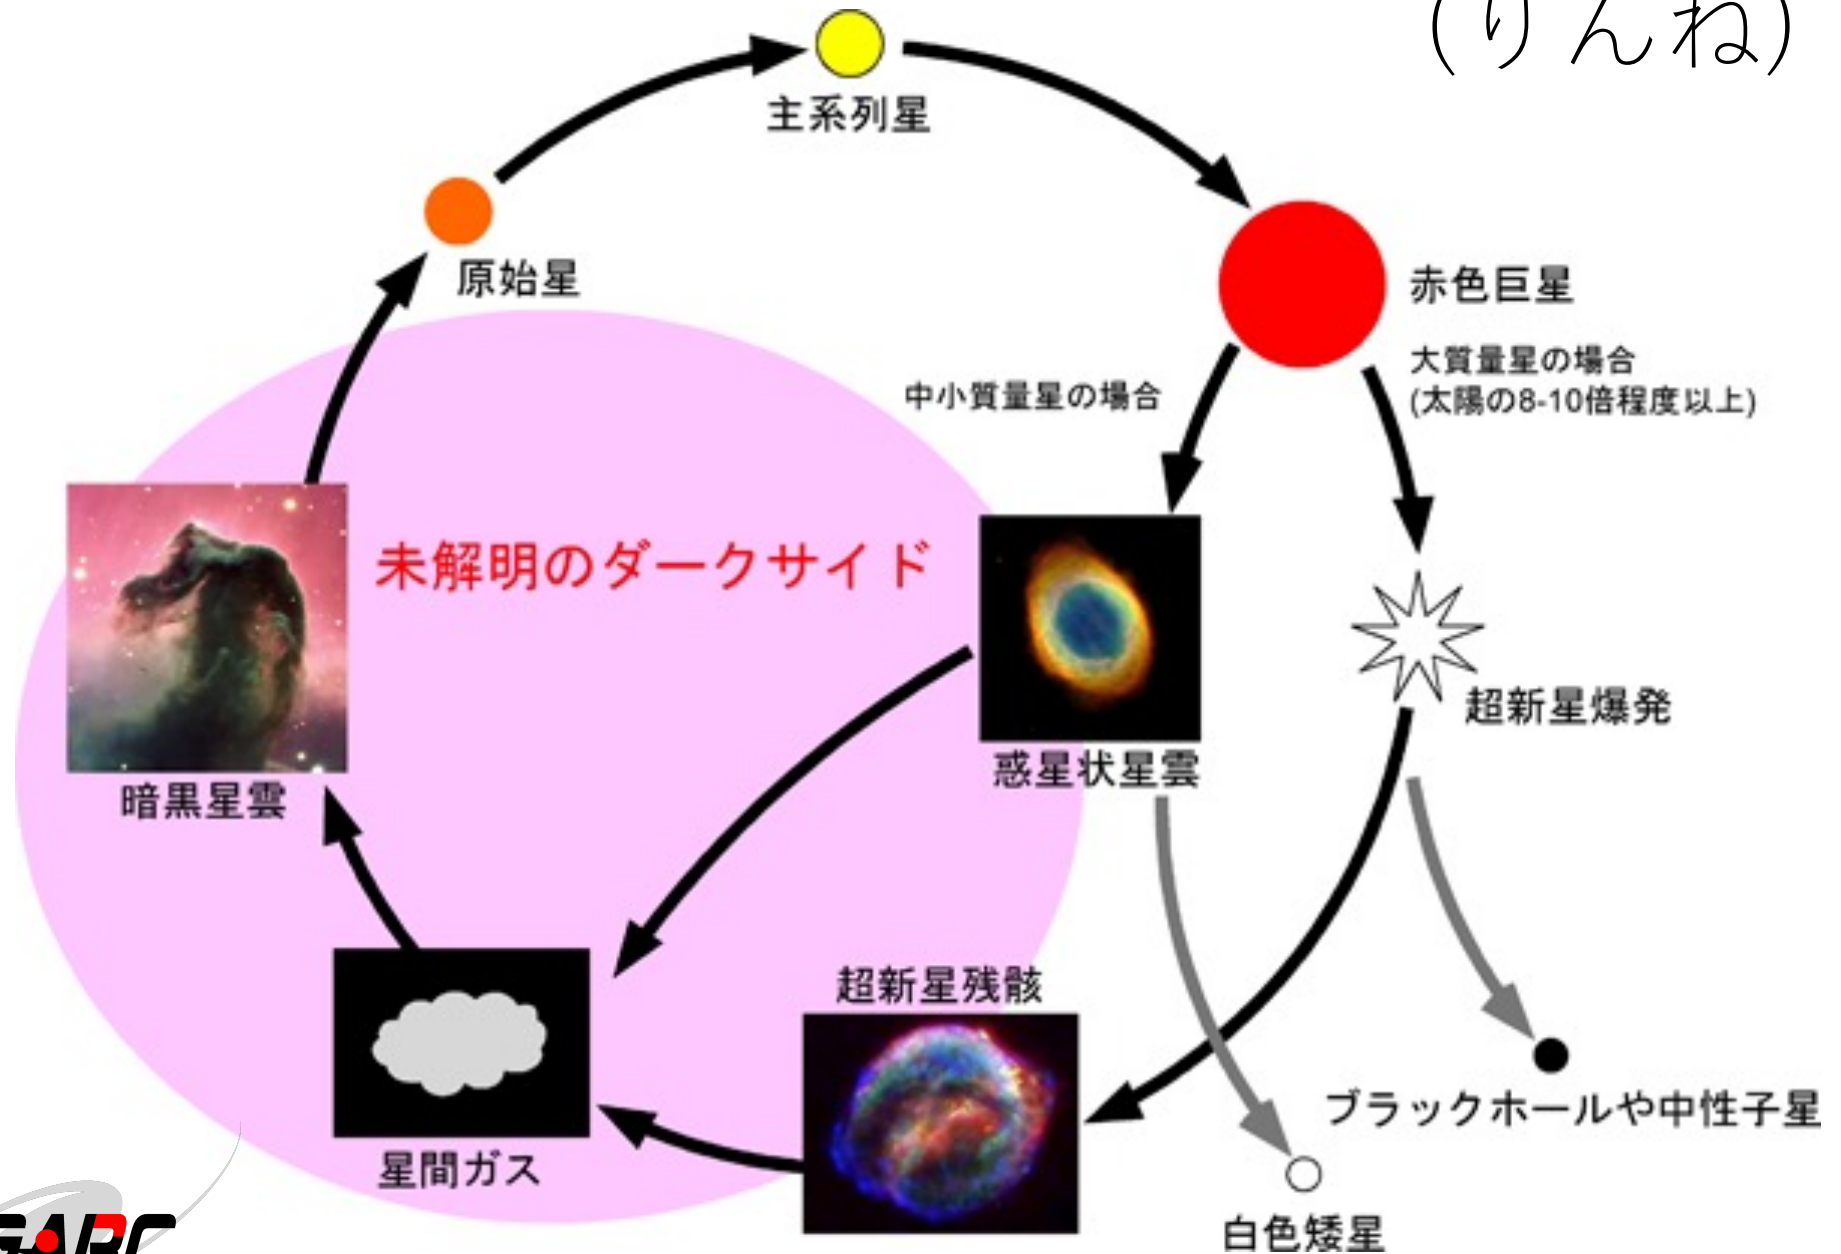 (りんね)
主系列星
原始星
赤色巨星
大質量星の場合
(太陽の8-10倍程度以上)
中小質量星の場合
未解明のダークサイド
超新星爆発
惑星状星雲
暗黒星雲
超新星残骸
ブラックホールや中性子星
星間ガス
白色矮星